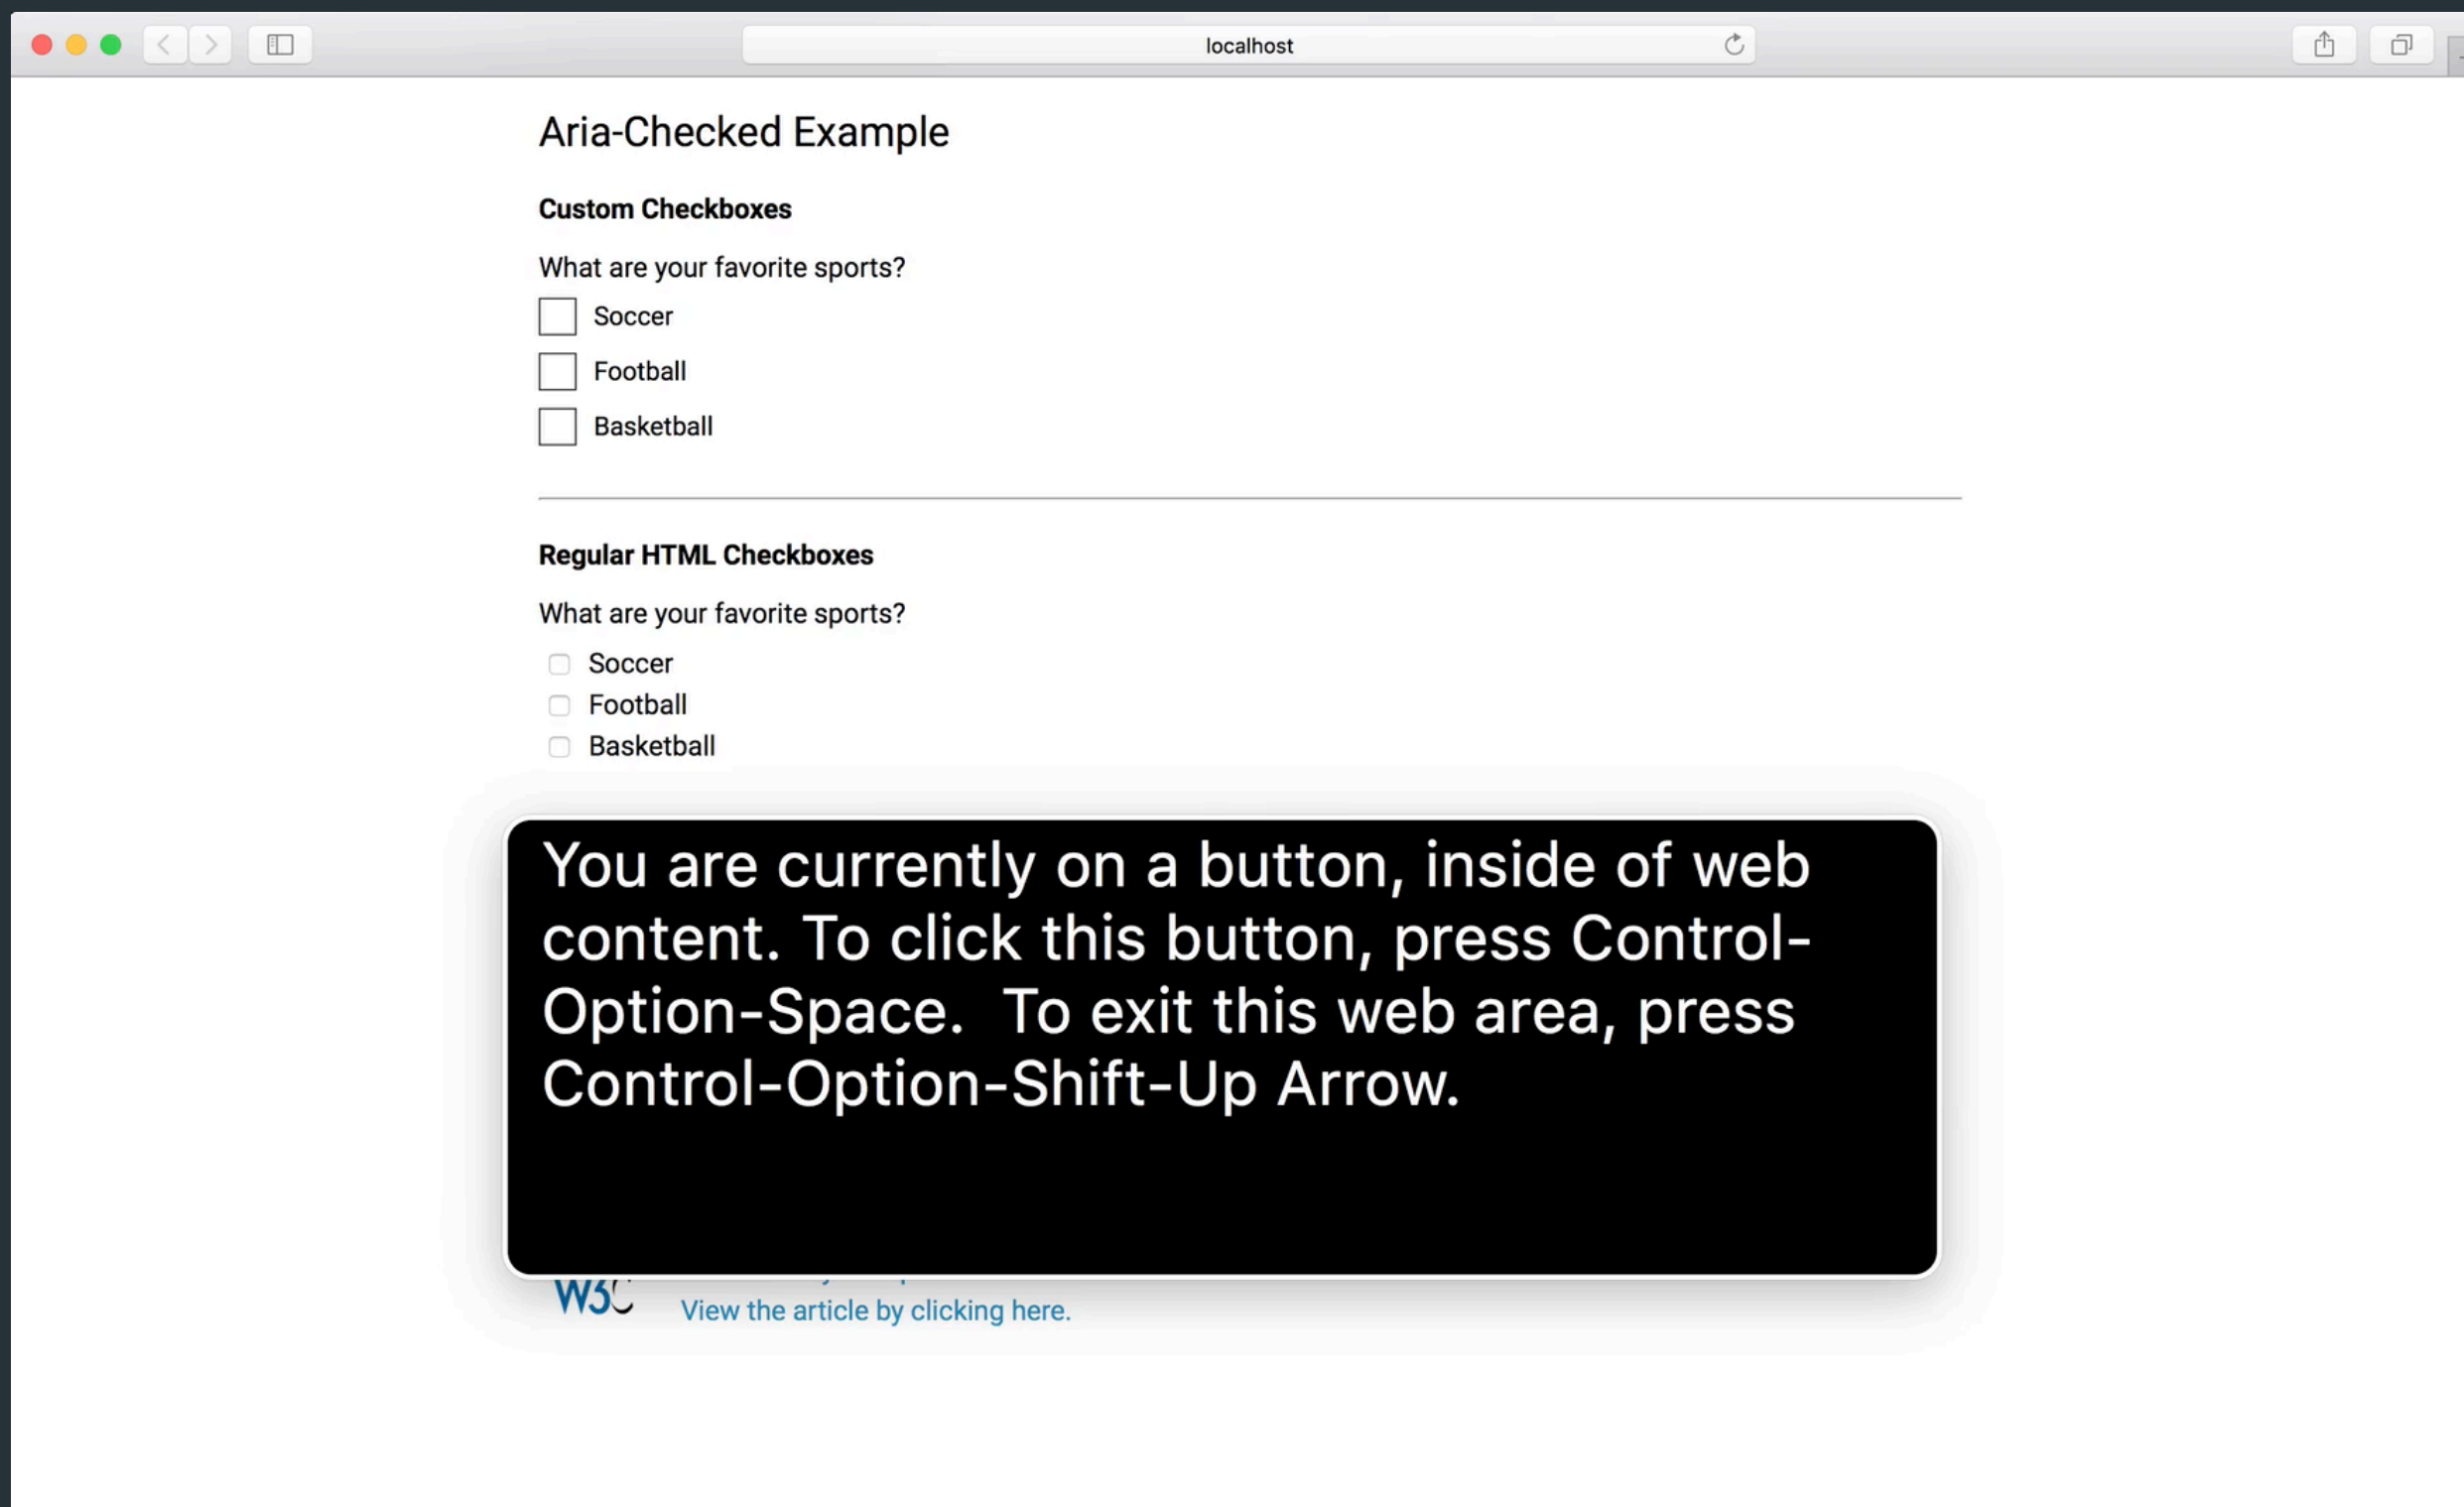 localhost
Aria-Checked Example
Custom Checkboxes
What are your favorite sports?
Soccer
Football
Basketball
Regular HTML Checkboxes
What are your favorite sports?
Soccer
Football
Basketball
You are currently on a button, inside of web
content. To click this button, press Control-
Option-Space.  To exit this web area, press
Control-Option-Shift-Up Arrow.
W3C
View the article by clicking here.